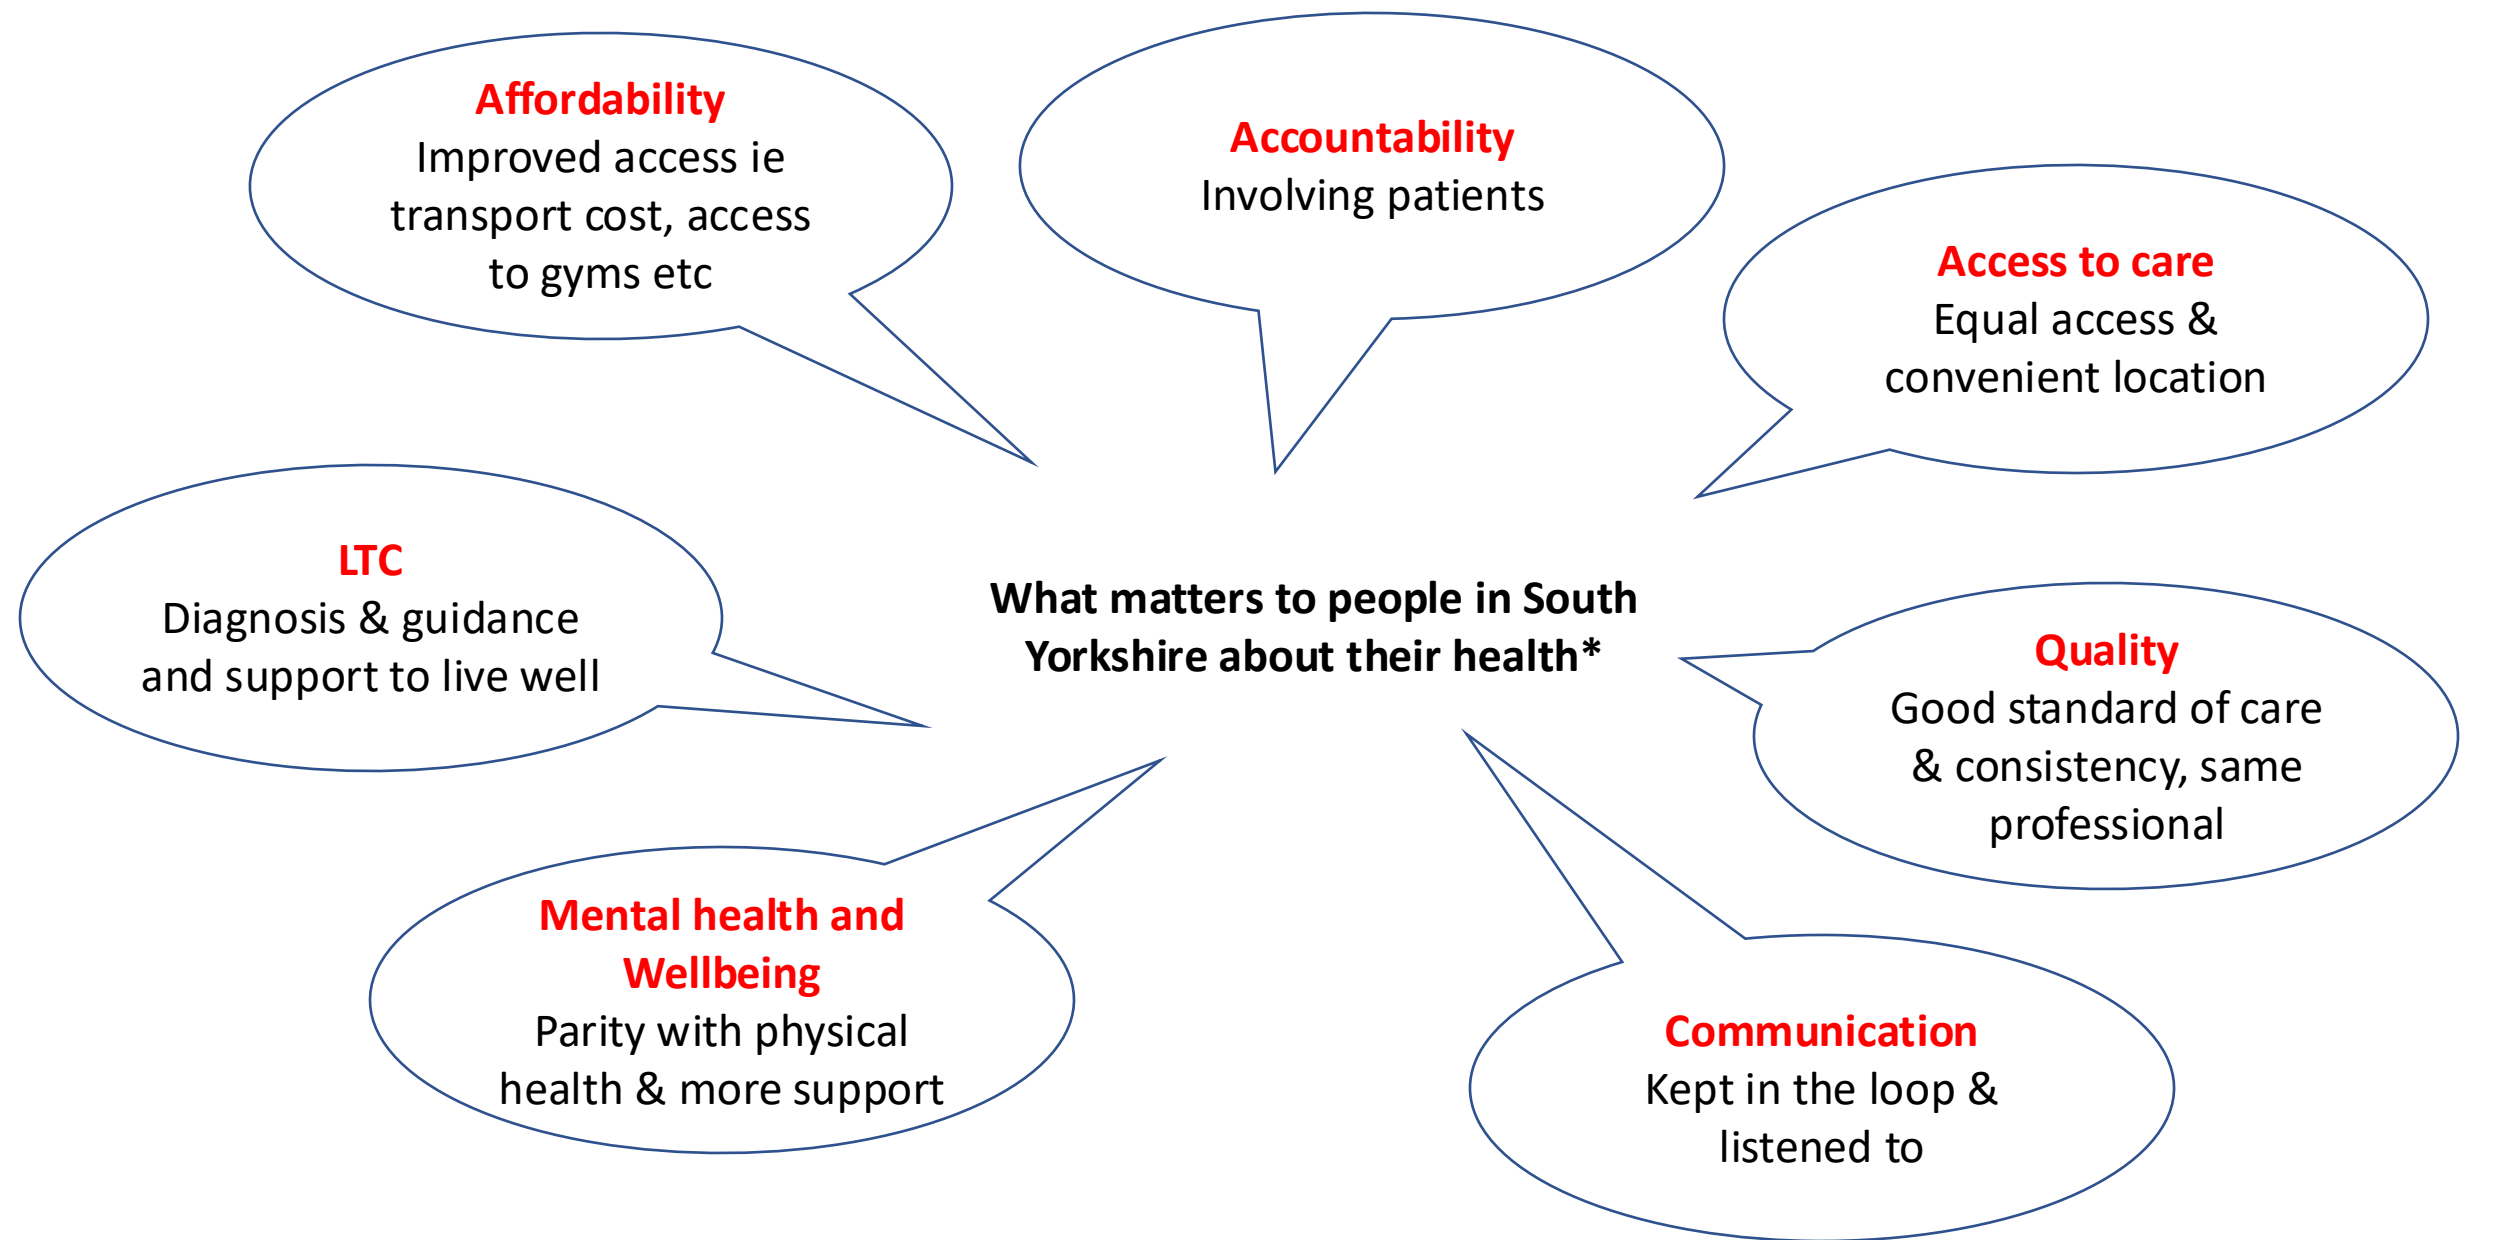 Affordability
Improved access ie
transport cost, access
to gyms etc
Accountability
Involving patients
Access to care
Equal access &
convenient location
LTC
Diagnosis & guidance
and support to live well
What matters to people in South
Yorkshire about their health*
Quality
Good standard of care
& consistency, same
professional
Mental health and
Wellbeing
Parity with physical
health & more support
Communication
Kept in the loop &
listened to